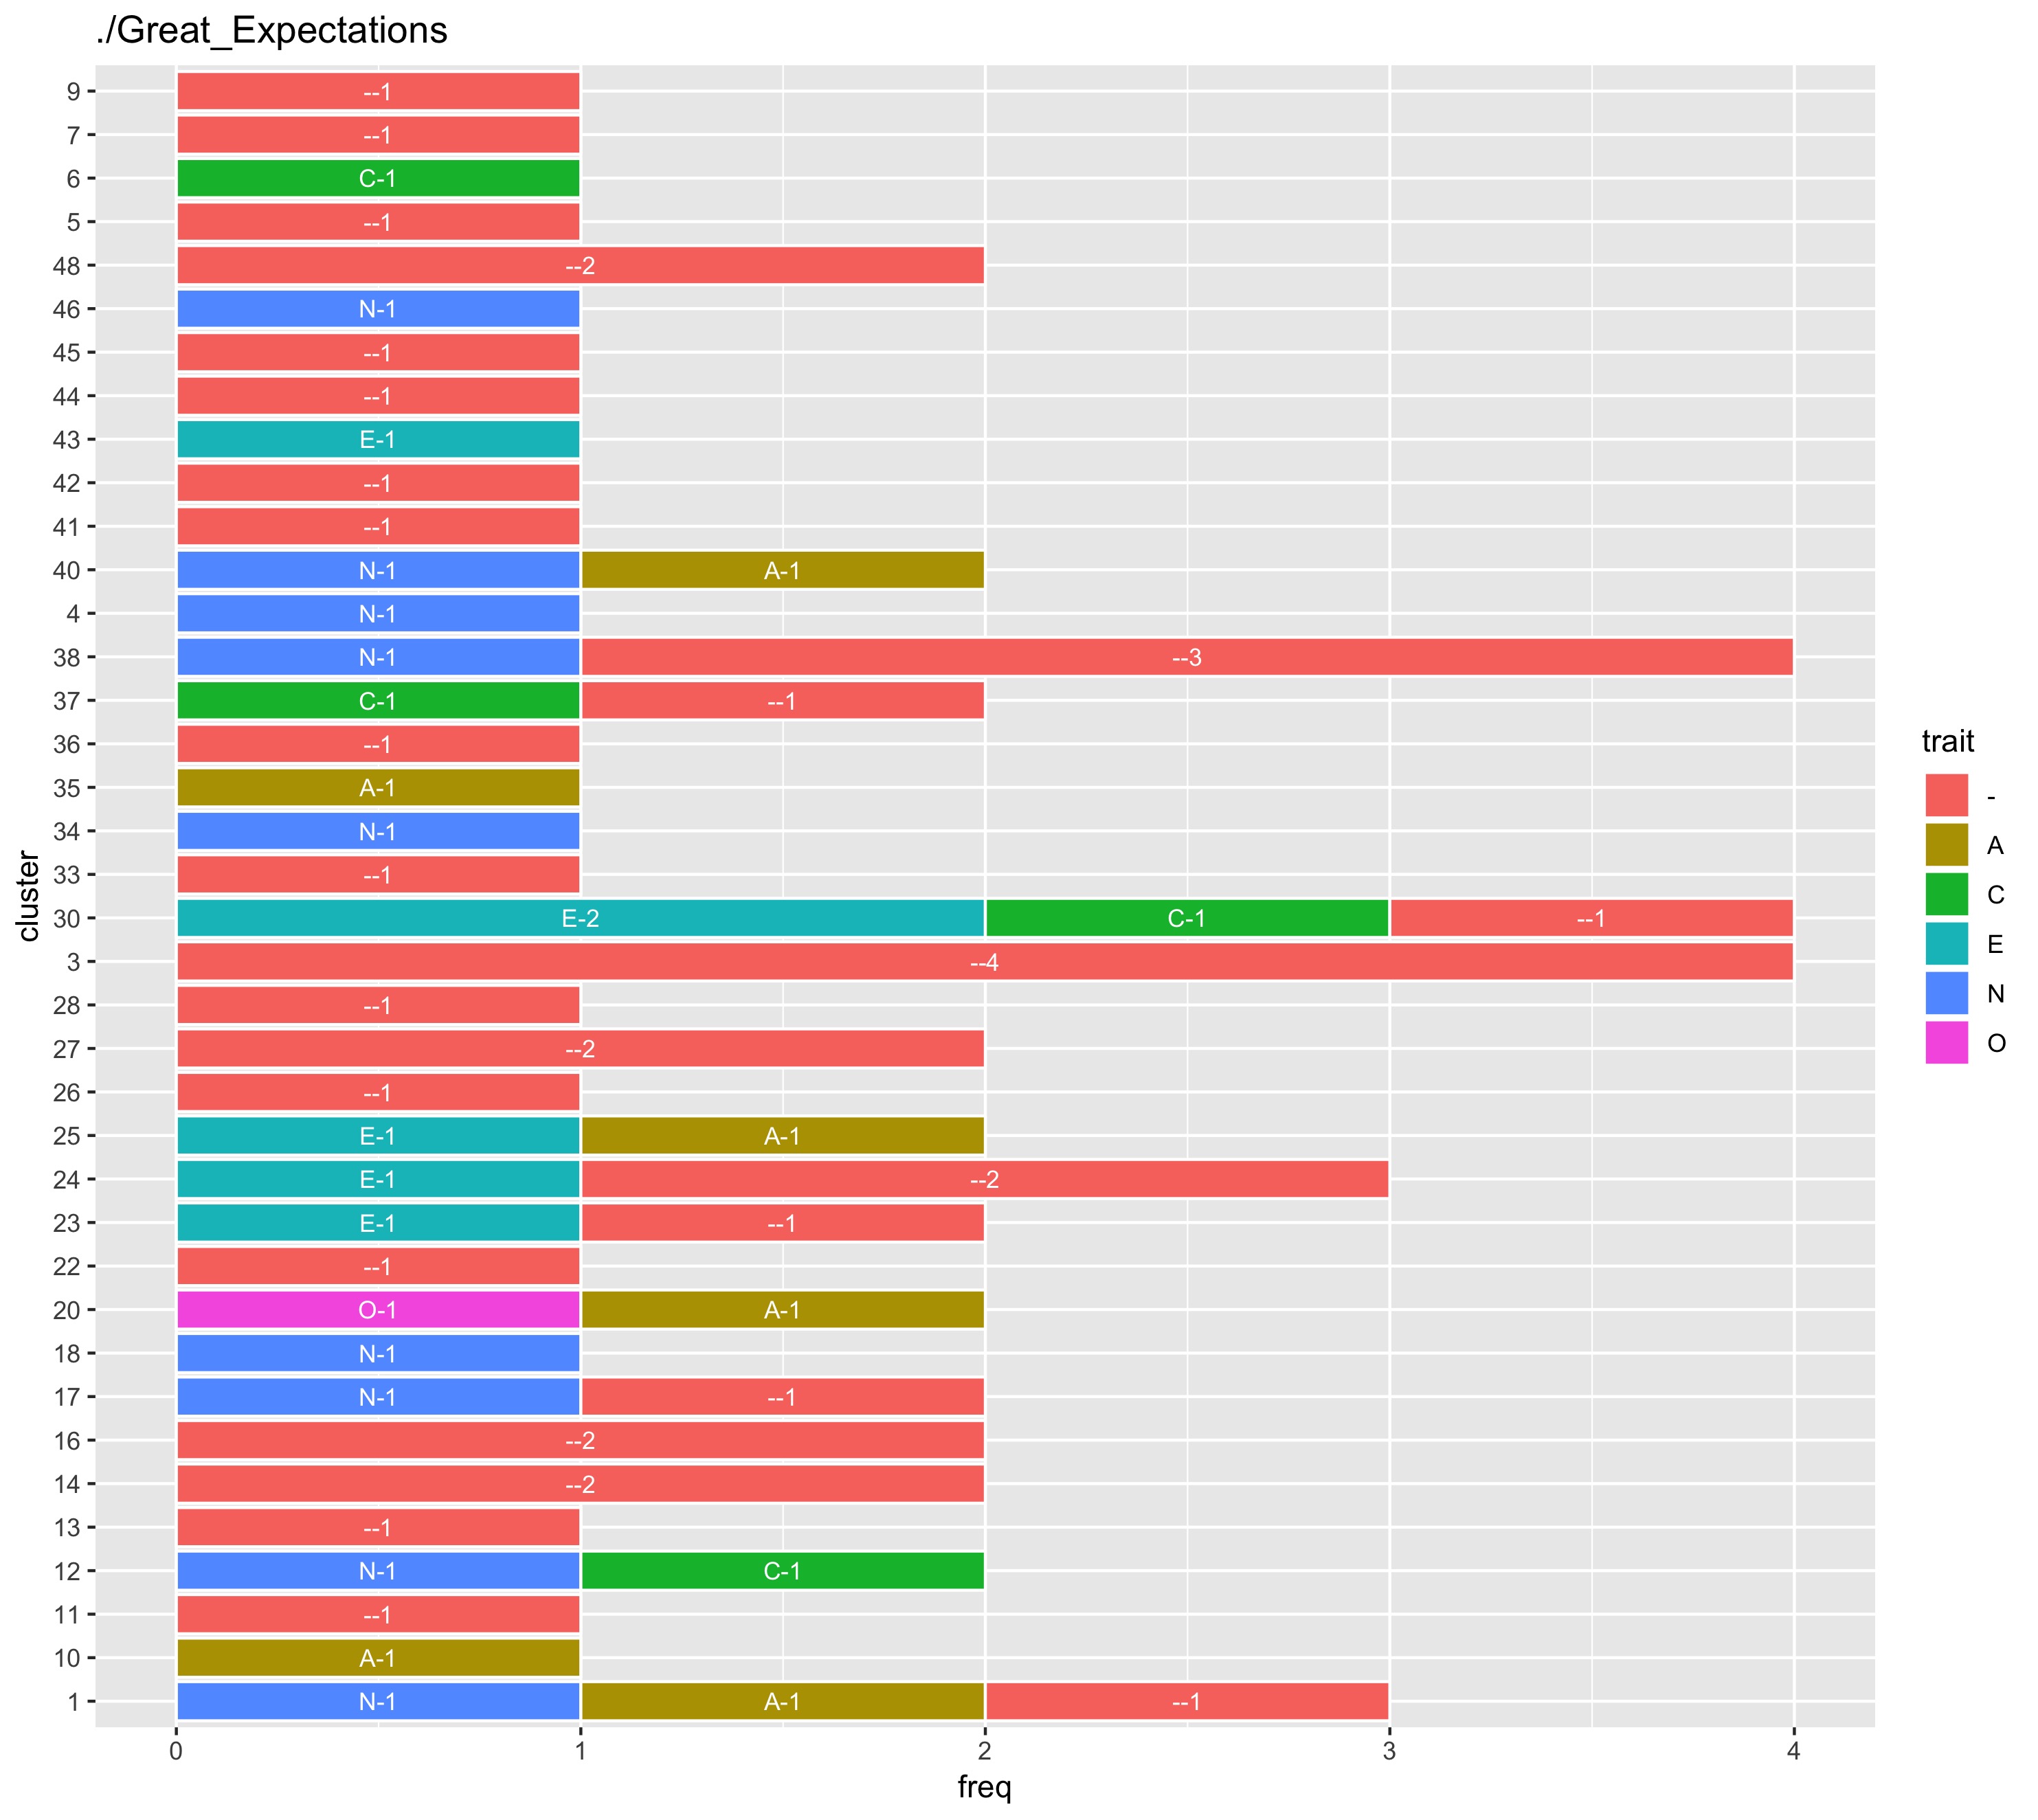 ./Great_Expectations
9 --1
7 --1
6 C-1
5 --1
48 --2
46 N-1
45 --1
44 --1
43 E-1
42 --1
41 --1
40 N-1 A-1
4 N-1
38 N-1 --3
37 C-1 --1
36 --1
35 A-1
34 N-1
33 --1
30 E-2 C-1 --1
3 --4
28 --1
27 --2
26 --1
25 E-1 A-1
24 E-1 --2
23 E-1 --1
22 --1
20 O-1 A-1
18 N-1
17 N-1 --1
16 --2
14 --2
13 --1
12 N-1 C-1
11 --1
10 A-1
1 N-1 A-1 --1
0 1 2 3 4
freq
cluster
trait
-
A
C
E
N
O